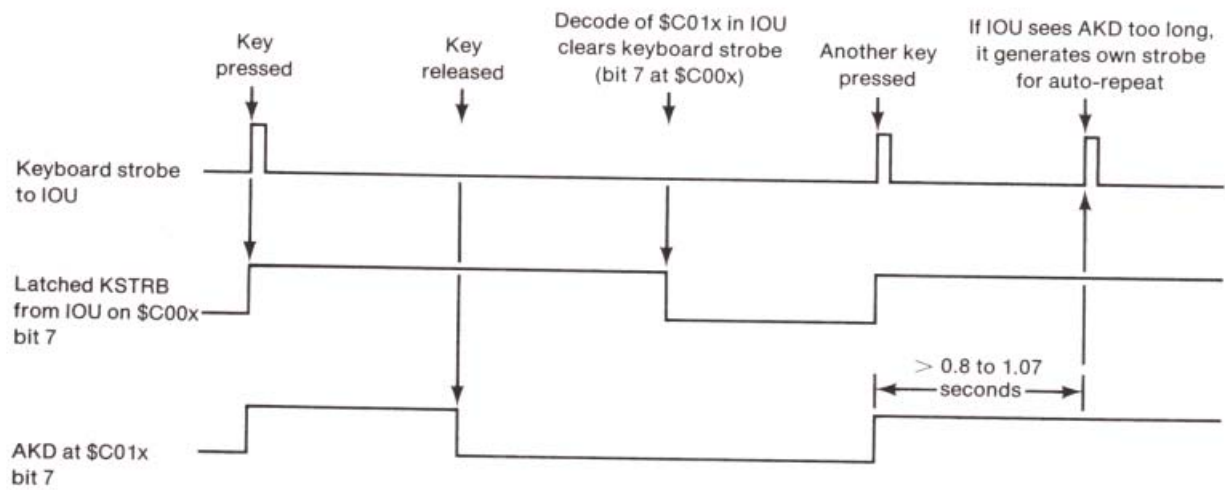 Key
pressed
Key
released
Decode of $C01x in IOU
clears keyboard strobe
(bit 7 at $C00x)
Another key
pressed
If IOU sees AKD too long,
it generates own strobe
for auto-repeat
Keyboard strobe
to IOU
Latched KSTRB
from IOU on $C00x
bit 7
> 0.8 to 1.07
seconds
AKD at $C01x
bit 7